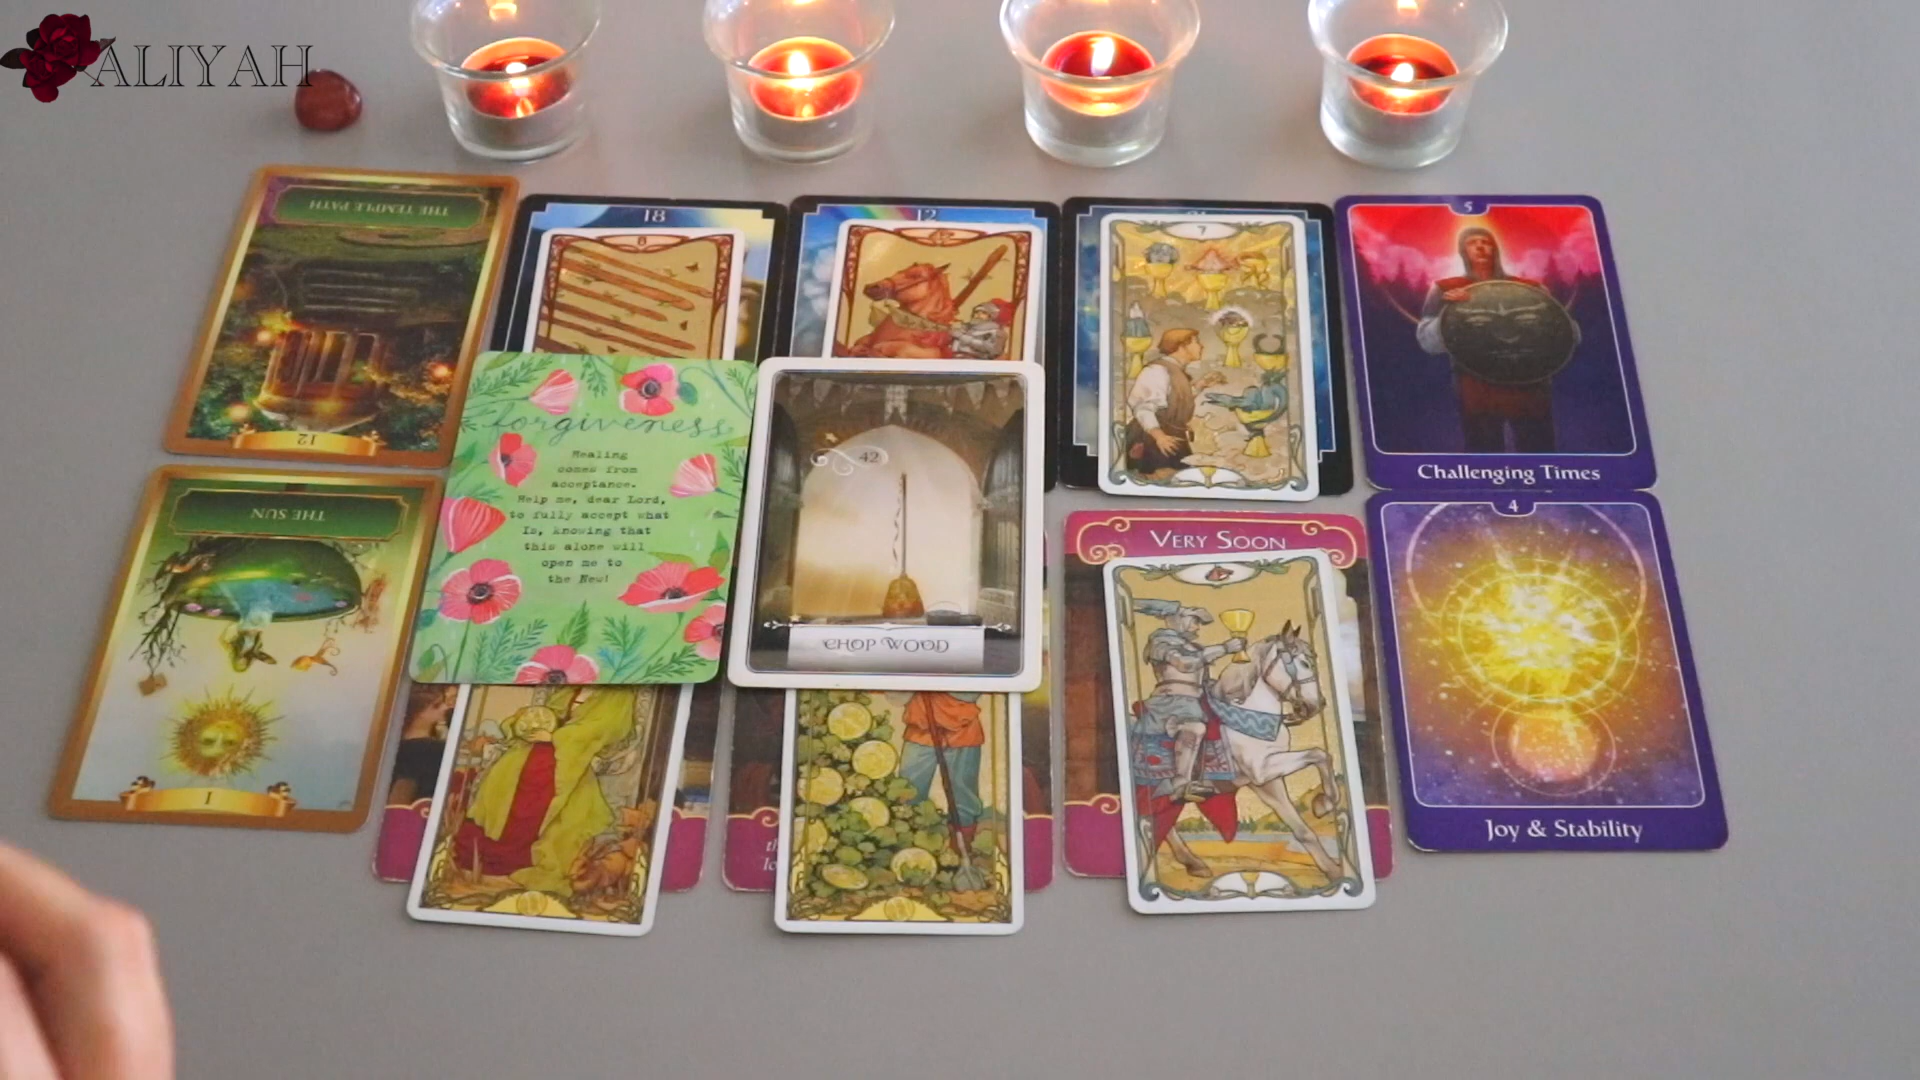 ALIYAH
THE TEMPLE PATH
12
18
8
12
7
5
Challenging Times
THE SUN
1
forgiveness
Healing
comes from
acceptance.
Help me, dear Lord,
to fully accept what
Is, knowing that
this alone will
open me to
the New!
42
CHOP WOOD
VERY SOON
4
Joy & Stability